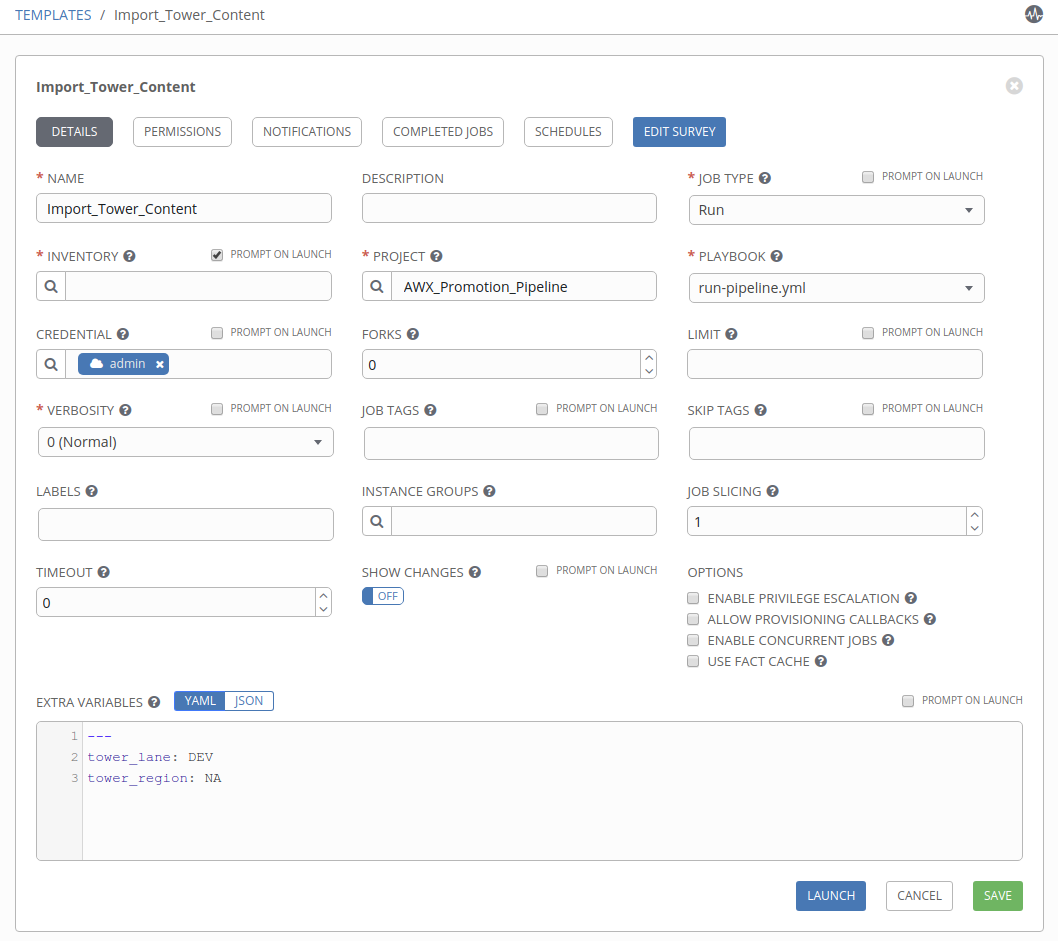 TEMPLATES / Import_Tower_Content
Import_Tower_Content
DETAILS PERMISSIONS NOTIFICATIONS COMPLETED JOBS SCHEDULES EDIT SURVEY
* NAME DESCRIPTION * JOB TYPE ? PROMPT ON LAUNCH
Import_Tower_Content Run
* INVENTORY ? PROMPT ON LAUNCH * PROJECT ? * PLAYBOOK ?
AWX_Promotion_Pipeline run-pipeline.yml
CREDENTIAL ? PROMPT ON LAUNCH FORKS ? LIMIT ? PROMPT ON LAUNCH
admin × 0
* VERBOSITY ? PROMPT ON LAUNCH JOB TAGS ? PROMPT ON LAUNCH SKIP TAGS ? PROMPT ON LAUNCH
0 (Normal)
LABELS ? INSTANCE GROUPS ? JOB SLICING ?
1
TIMEOUT ? SHOW CHANGES ? PROMPT ON LAUNCH OPTIONS
0 OFF ENABLE PRIVILEGE ESCALATION ?
ALLOW PROVISIONING CALLBACKS ?
ENABLE CONCURRENT JOBS ?
USE FACT CACHE ?
EXTRA VARIABLES ? YAML JSON PROMPT ON LAUNCH
1 ---
2 tower_lane: DEV
3 tower_region: NA
LAUNCH CANCEL SAVE